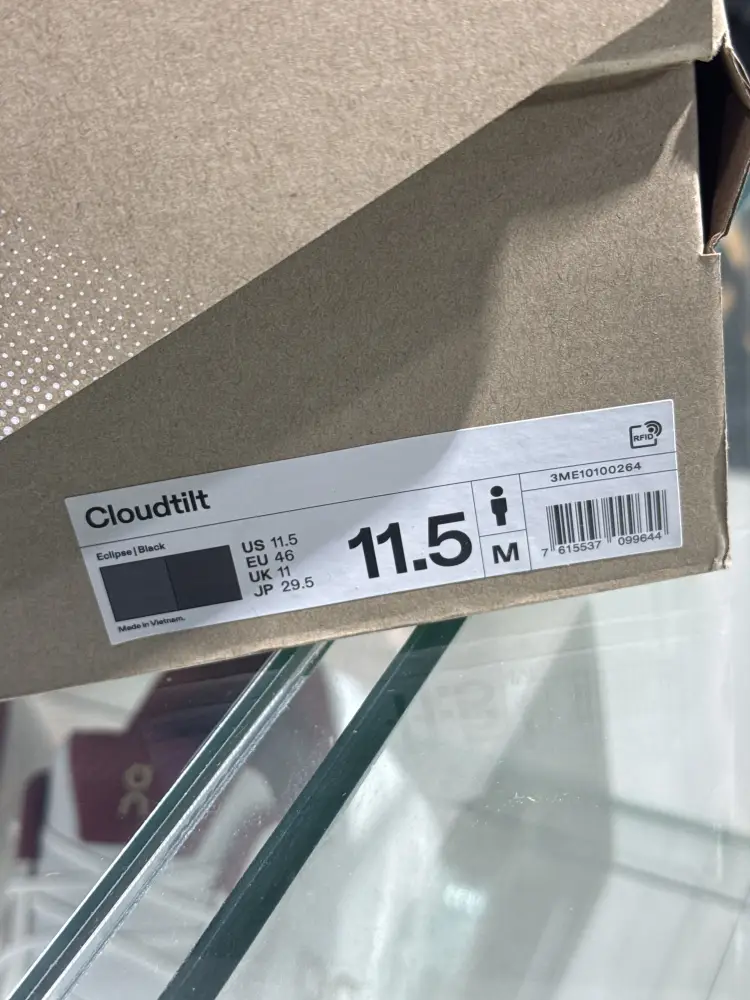 RFID
Cloudtilt
3ME10100264
Eclipse | Black
US 11.5
EU 46
UK 11
JP 29.5
11.5
M
7 615537 099644
Made in Vietnam.